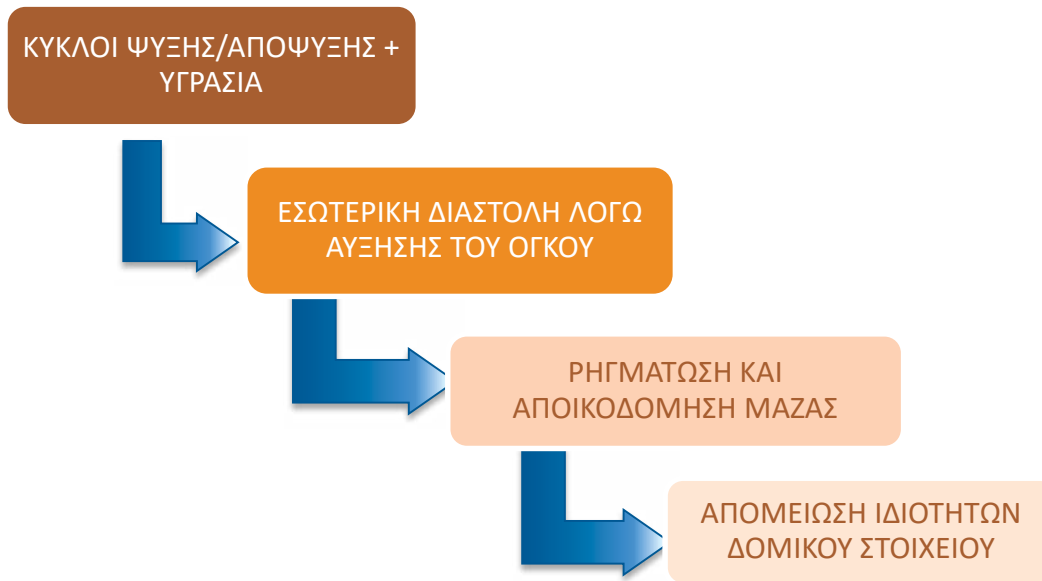 ΚΥΚΛΟΙ ΨΥΞΗΣ/ΑΠΟΨΥΞΗΣ +
ΥΓΡΑΣΙΑ
ΕΣΩΤΕΡΙΚΗ ΔΙΑΣΤΟΛΗ ΛΟΓΩ
ΑΥΞΗΣΗΣ ΤΟΥ ΟΓΚΟΥ
ΡΗΓΜΑΤΩΣΗ ΚΑΙ
ΑΠΟΙΚΟΔΟΜΗΣΗ ΜΑΖΑΣ
ΑΠΟΜΕΙΩΣΗ ΙΔΙΟΤΗΤΩΝ
ΔΟΜΙΚΟΥ ΣΤΟΙΧΕΙΟΥ